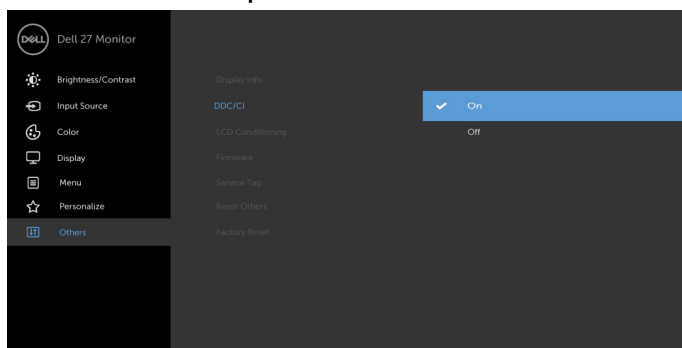 DELL
Dell 27 Monitor
Brightness/Contrast
Input Source
Color
Display
Menu
Personalize
Others
Display Info
DDC/CI
LCD Conditioning
Firmware
Service Tag
Reset Others
Factory Reset
On
Off